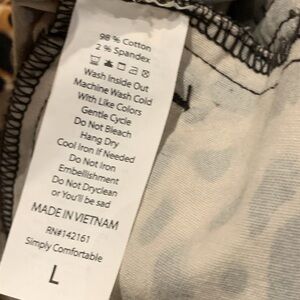 98 % Cotton
2 % Spandex
Wash Inside Out
Machine Wash Cold
With Like Colors
Gentle Cycle
Do Not Bleach
Hang Dry
Cool Iron If Needed
Do Not Iron
Embellishment
Do Not Dryclean
or You'll be sad
MADE IN VIETNAM
RN#142161
Simply Comfortable
L